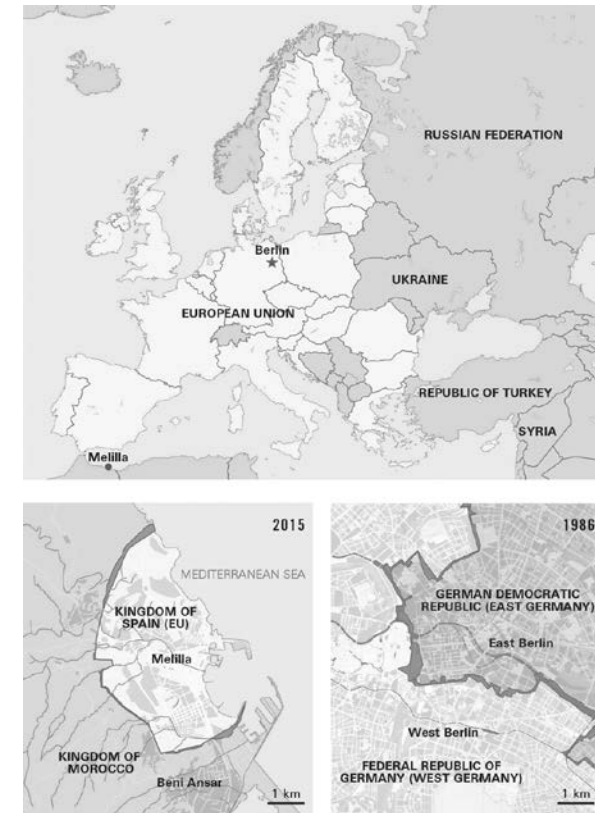 RUSSIAN FEDERATION
Berlin
UKRAINE
EUROPEAN UNION
REPUBLIC OF TURKEY
SYRIA
Melilla
2015
MEDITERRANEAN SEA
KINGDOM OF
SPAIN (EU)
Melilla
KINGDOM OF
MOROCCO
Beni Ansar
1 km
1986
GERMAN DEMOCRATIC
REPUBLIC (EAST GERMANY)
East Berlin
West Berlin
FEDERAL REPUBLIC OF
GERMANY (WEST GERMANY)
1 km